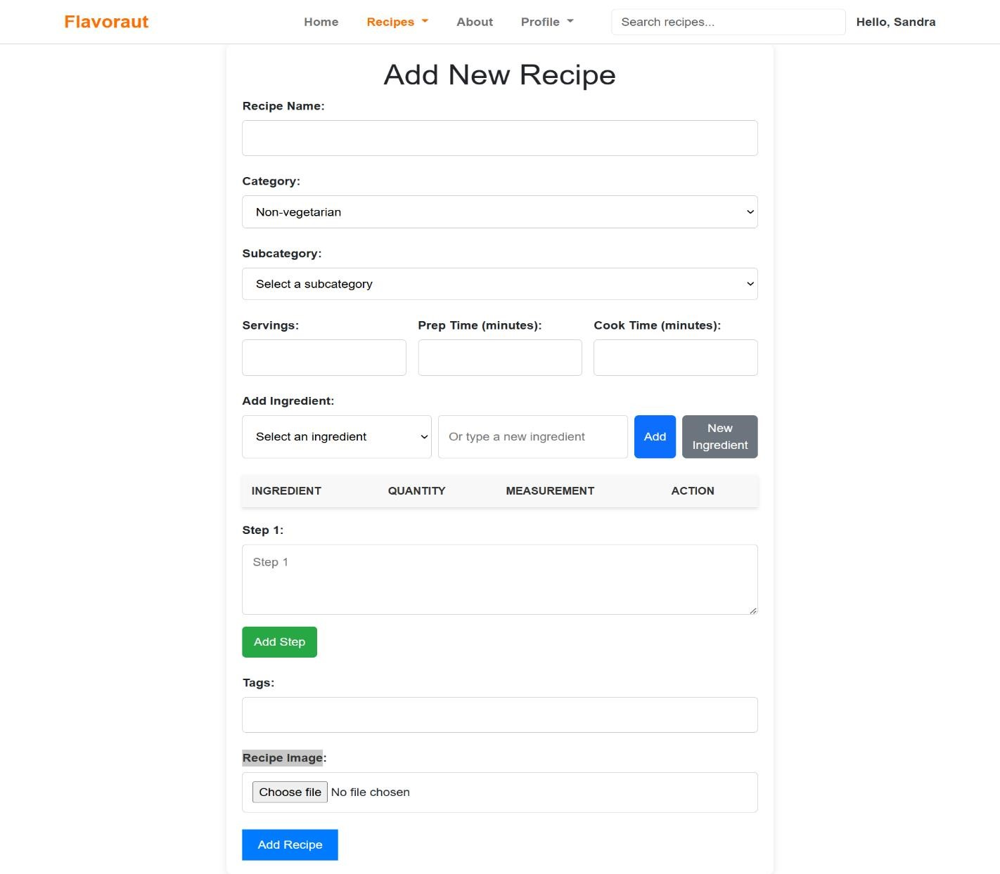 Flavoraut
Home Recipes About Profile Search recipes... Hello, Sandra
Add New Recipe
Recipe Name:
Category:
Non-vegetarian
Subcategory:
Select a subcategory
Servings: Prep Time (minutes): Cook Time (minutes):
Add Ingredient:
Select an ingredient Or type a new ingredient Add New
Ingredient
INGREDIENT QUANTITY MEASUREMENT ACTION
Step 1:
Step 1
Add Step
Tags:
Recipe Image:
Choose file No file chosen
Add Recipe